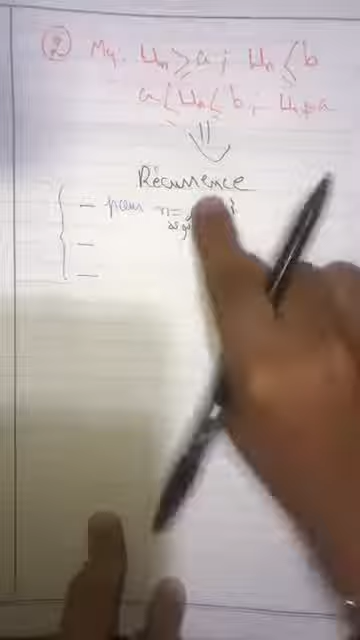 ② Mq: Un > a ; Un < b
a < Un < b ; Un ≠ a
Récurrence
— pour n=